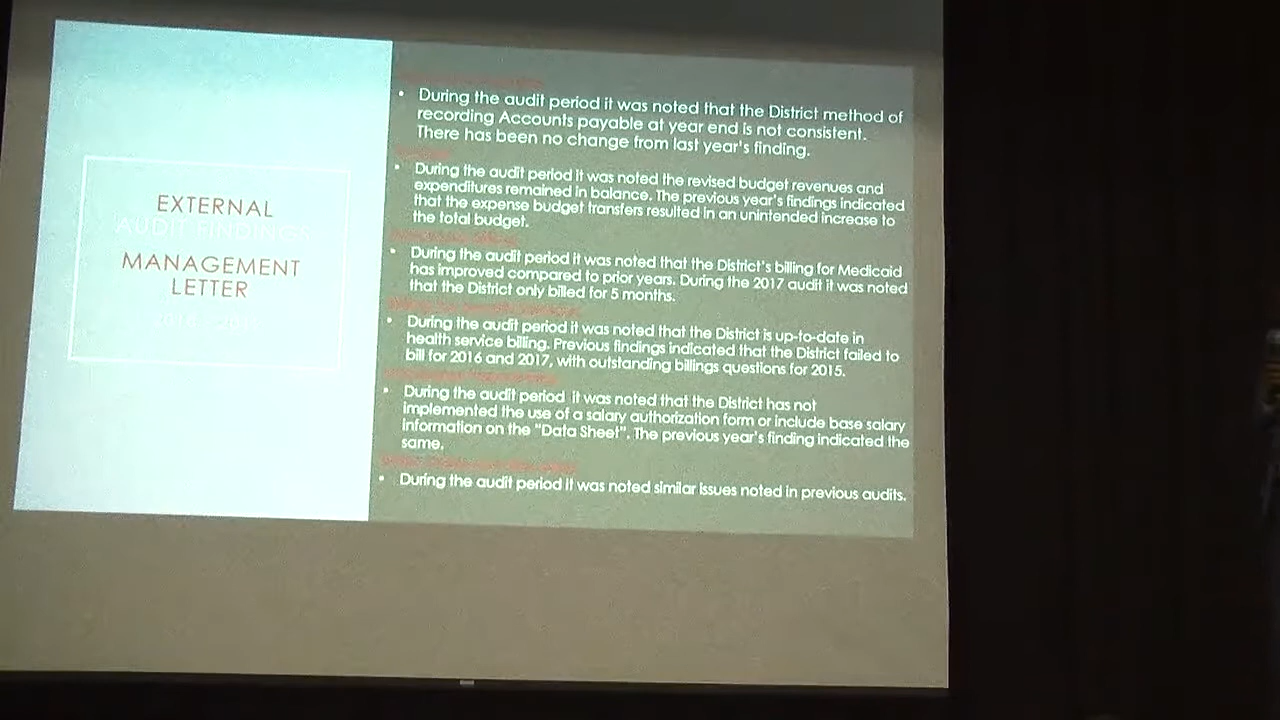 EXTERNAL
AUDIT FINDINGS
MANAGEMENT
LETTER
• During the audit period it was noted that the District method of
recording Accounts payable at year end is not consistent.
There has been no change from last year's finding.
• During the audit period it was noted the revised budget revenues and
expenditures remained in balance. The previous year's findings indicated
that the expense budget transfers resulted in an unintended increase to
the total budget.
• During the audit period it was noted that the District's billing for Medicaid
has improved compared to prior years. During the 2017 audit it was noted
that the District only billed for 5 months.
• During the audit period it was noted that the District is up-to-date in
health service billing. Previous findings indicated that the District failed to
bill for 2016 and 2017, with outstanding billings questions for 2015.
• During the audit period it was noted that the District has not
implemented the use of a salary authorization form or include base salary
information on the "Data Sheet". The previous year's finding indicated the
same.
• During the audit period it was noted similar issues noted in previous audits.